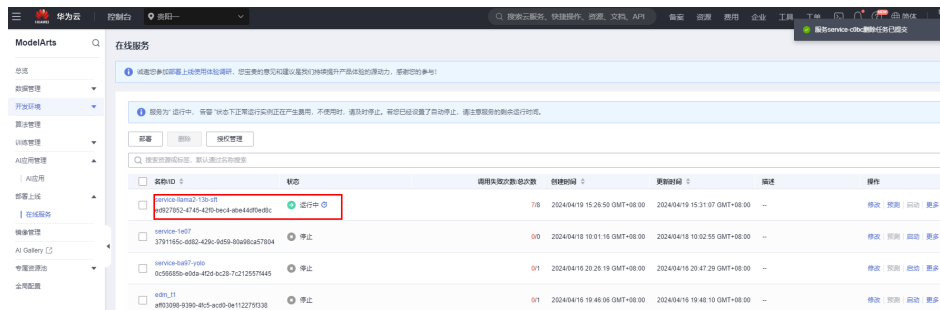 HUAWEI 华为云 控制台 贵阳一 搜索云服务、快捷操作、资源、文档、API 备案 资源 费用 企业 工具 工单 简体
服务service-c0bc删除任务已提交
ModelArts
在线服务
总览
数据管理
开发环境
算法管理
训练管理
AI应用管理
AI应用
部署上线
在线服务
镜像管理
AI Gallery
专属资源池
全局配置
诚邀您参加部署上线使用体验调研，您宝贵的意见和建议是我们持续提升产品体验的源动力，感谢您的参与！
服务为“运行中、告警”状态下正常运行实例正在产生费用，不使用时，请及时停止。若您已经设置了自动停止，请注意服务的剩余运行时间。
部署 删除 授权管理
搜索资源或标签，默认通过名称搜索
名称/ID 状态 调用失败次数/总次数 创建时间 更新时间 描述 操作
service-llama2-13b-sft
ed927852-4745-42f0-bec4-abe44df0ed8c 运行中 7/8 2024/04/19 15:26:50 GMT+08:00 2024/04/19 15:31:07 GMT+08:00 -- 修改 预测 启动 更多
service-1e07
3791165c-dd82-429c-9d59-80a98ca57804 停止 0/0 2024/04/18 10:01:16 GMT+08:00 2024/04/18 10:02:55 GMT+08:00 -- 修改 预测 启动 更多
service-ba97-yolo
0c56685b-e0da-4f2d-bc28-7c212557f445 停止 0/1 2024/04/16 20:26:19 GMT+08:00 2024/04/16 20:47:29 GMT+08:00 -- 修改 预测 启动 更多
edm_t1
aff03098-9390-4fc5-acd0-0e112275f338 停止 0/1 2024/04/16 19:46:06 GMT+08:00 2024/04/16 19:48:10 GMT+08:00 -- 修改 预测 启动 更多